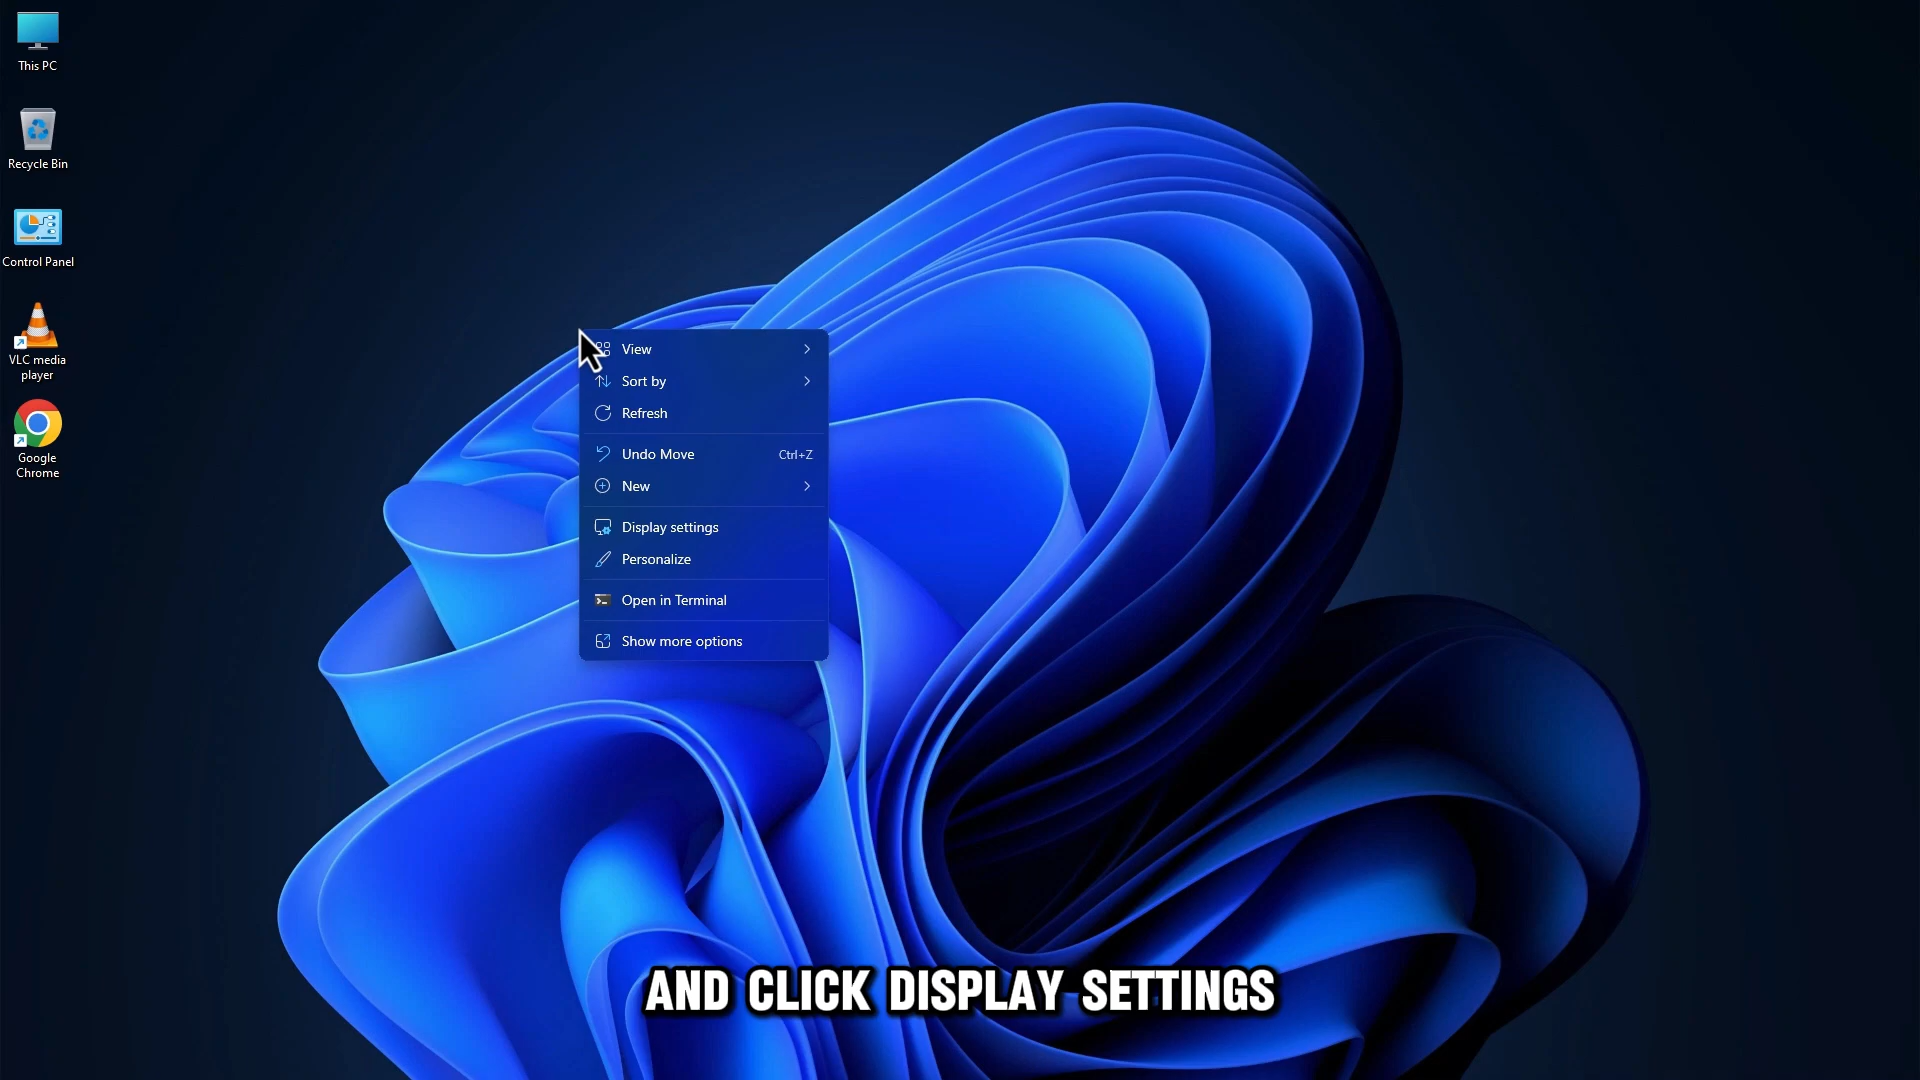 This PC
Recycle Bin
Control Panel
VLC media
player
Google
Chrome
View
Sort by
Refresh
Undo Move Ctrl+Z
New
Display settings
Personalize
Open in Terminal
Show more options
AND CLICK DISPLAY SETTINGS